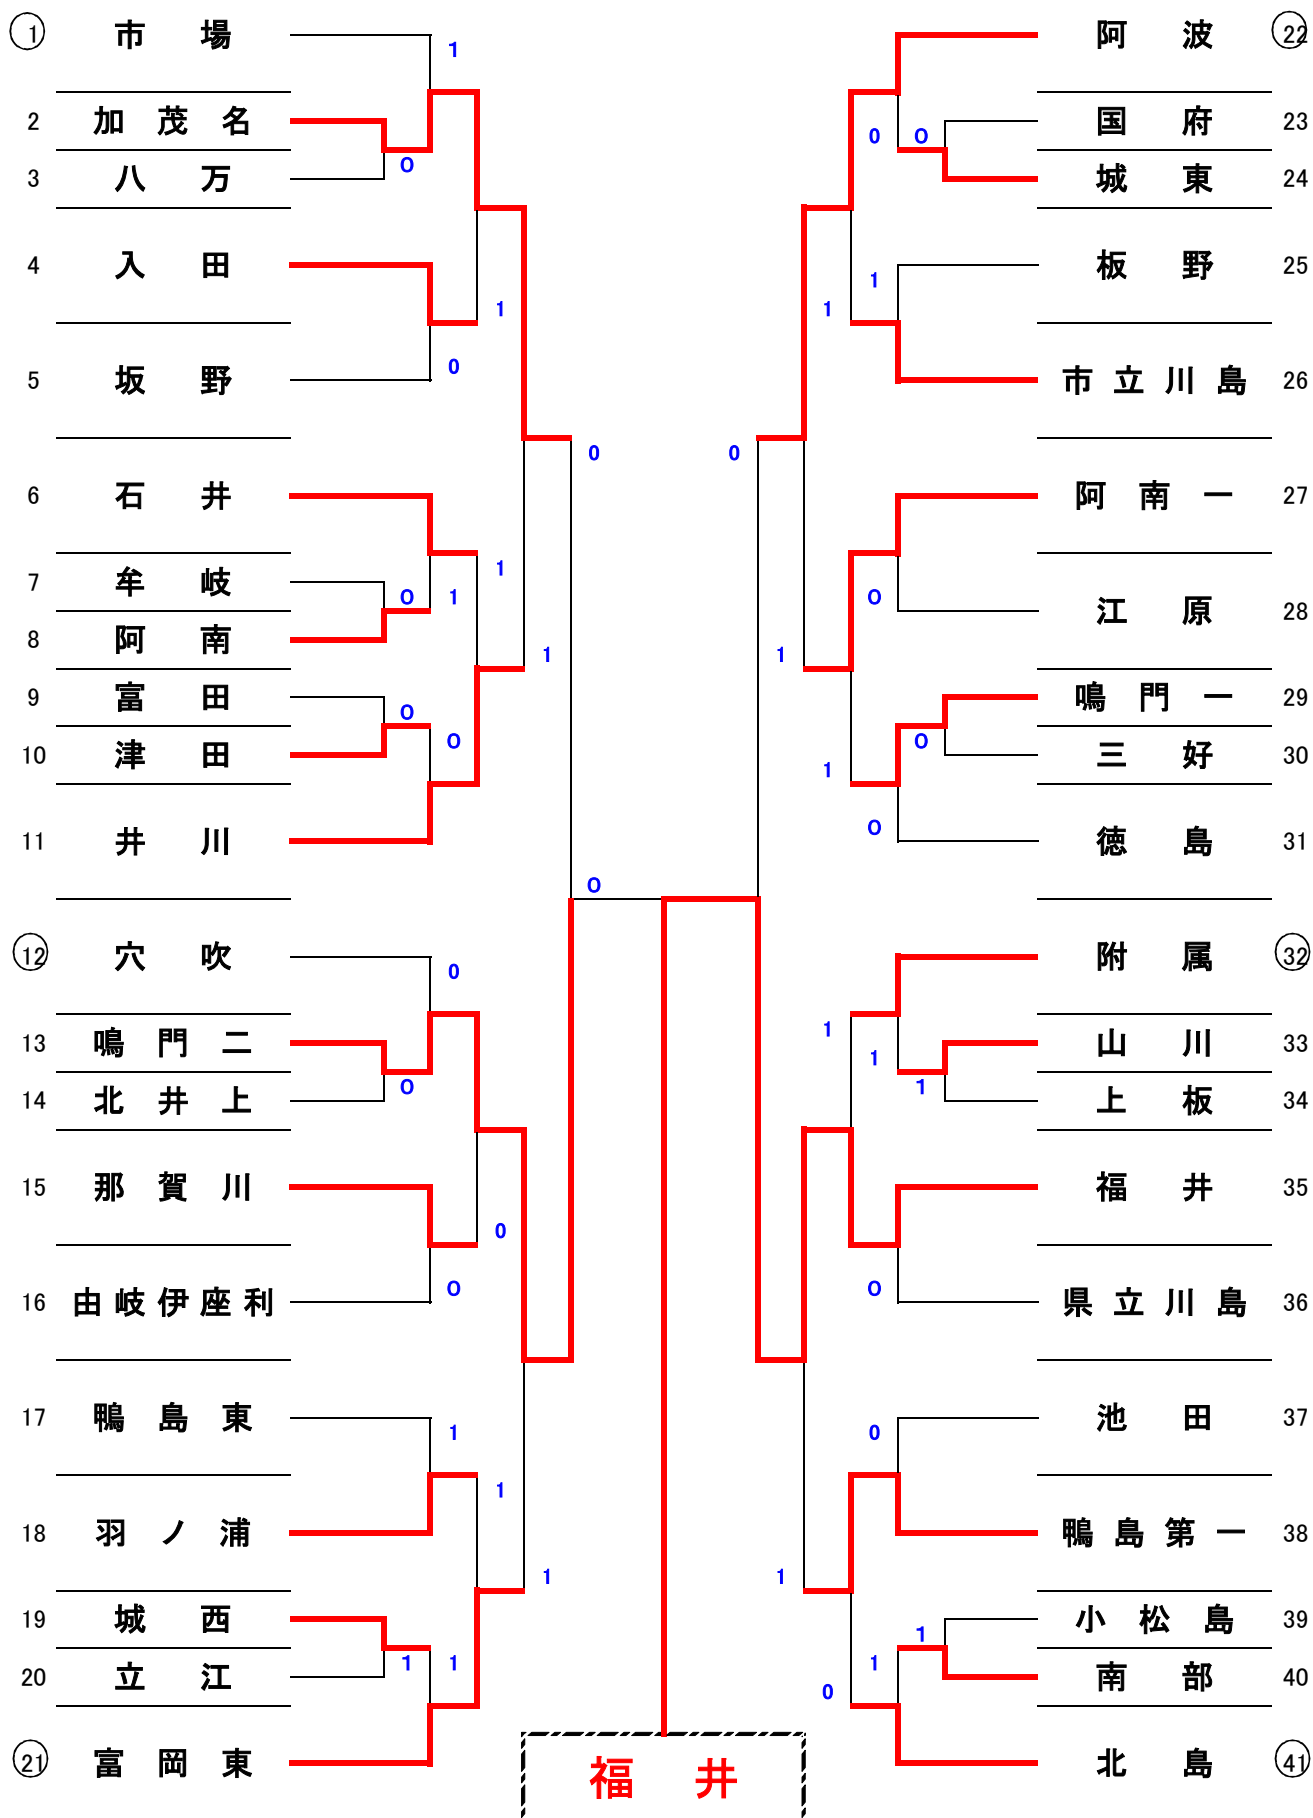 1 市場 1 阿波 22
2 加茂名 国府 23
0 0
3 八万 0 城東 24
4 入田 板野 25
1
1 1
5 坂野 0 市立川島 26
0 0
6 石井 阿南一 27
1
7 牟岐 0 1 0 江原 28
8 阿南
1 1
9 富田 0 鳴門一 29
0 0
10 津田 三好 30
1
11 井川 0 徳島 31
0
12 穴吹 0 附属 32
1
13 鳴門二 1 山川 33
14 北井上 0 1 上板 34
15 那賀川 福井 35
0
16 由岐伊座利 0 0 県立川島 36
17 鴨島東 1 0 池田 37
1
18 羽ノ浦 鴨島第一 38
1 1
19 城西 1 小松島 39
1 1 1
20 立江 0 南部 40
21 富岡東 北島 41
福井